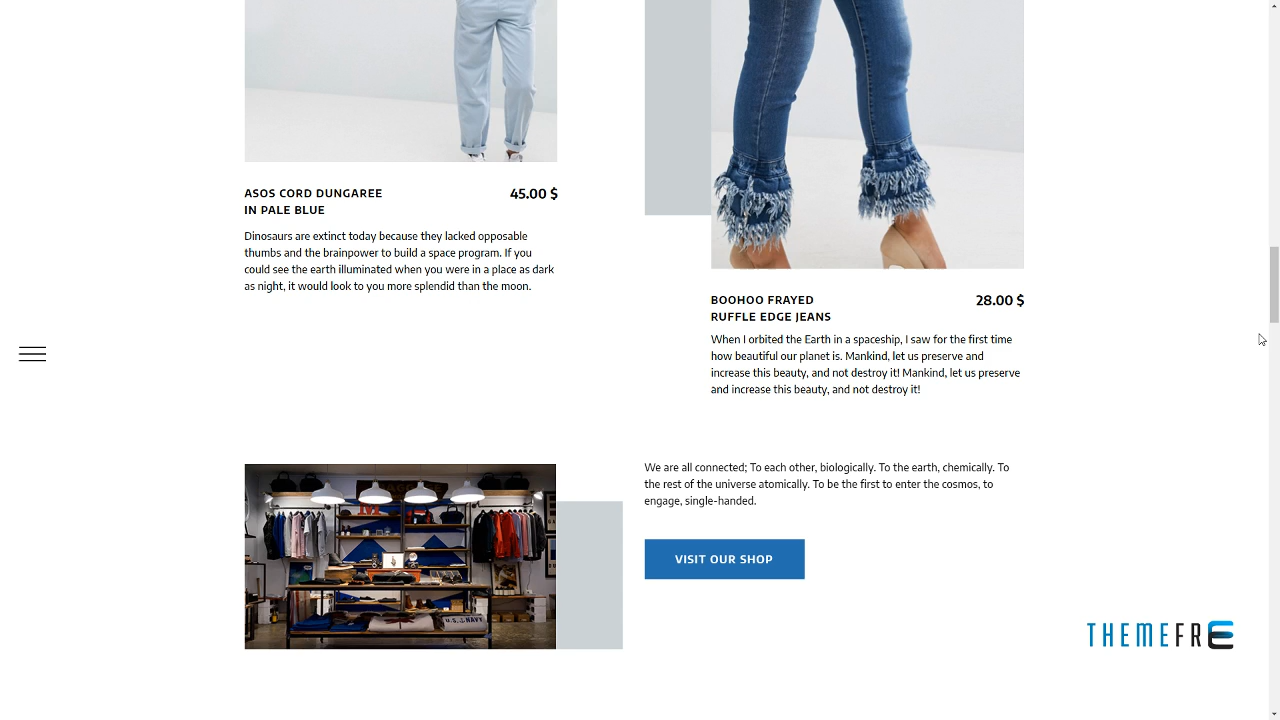 ASOS CORD DUNGAREE
IN PALE BLUE
45.00 $
Dinosaurs are extinct today because they lacked opposable
thumbs and the brainpower to build a space program. If you
could see the earth illuminated when you were in a place as dark
as night, it would look to you more splendid than the moon.
BOOHOO FRAYED
RUFFLE EDGE JEANS
28.00 $
When I orbited the Earth in a spaceship, I saw for the first time
how beautiful our planet is. Mankind, let us preserve and
increase this beauty, and not destroy it! Mankind, let us preserve
and increase this beauty, and not destroy it!
U.S. NAVY
We are all connected; To each other, biologically. To the earth, chemically. To
the rest of the universe atomically. To be the first to enter the cosmos, to
engage, single-handed.
VISIT OUR SHOP
THEMEFRE